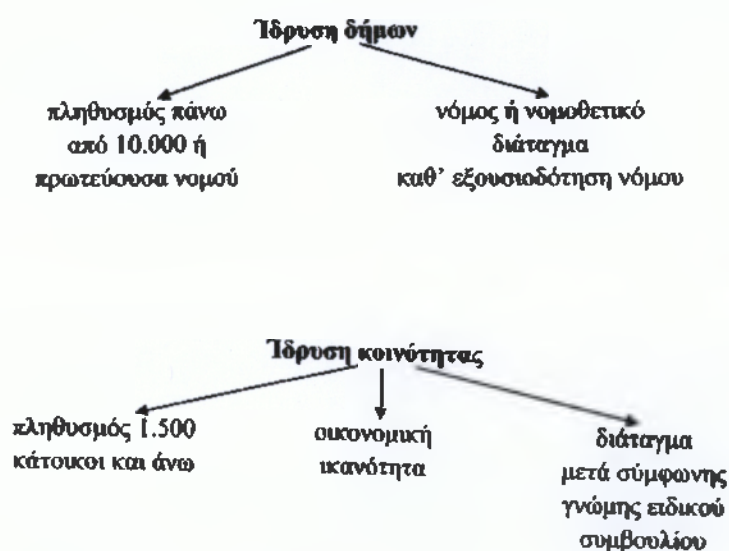 Ίδρυση δήμων
πληθυσμός πάνω
από 10.000 ή
πρωτεύουσα νομού
νόμος ή νομοθετικό
διάταγμα
καθ’ εξουσιοδότηση νόμου
Ίδρυση κοινότητας
πληθυσμός 1.500
κάτοικοι και άνω
οικονομική
ικανότητα
διάταγμα
μετά σύμφωνης
γνώμης ειδικού
συμβουλίου